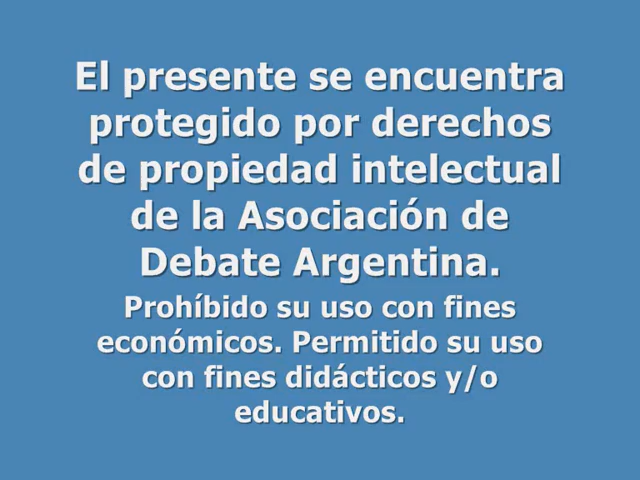 El presente se encuentra
protegido por derechos
de propiedad intelectual
de la Asociación de
Debate Argentina.
Prohíbido su uso con fines
económicos. Permitido su uso
con fines didácticos y/o
educativos.